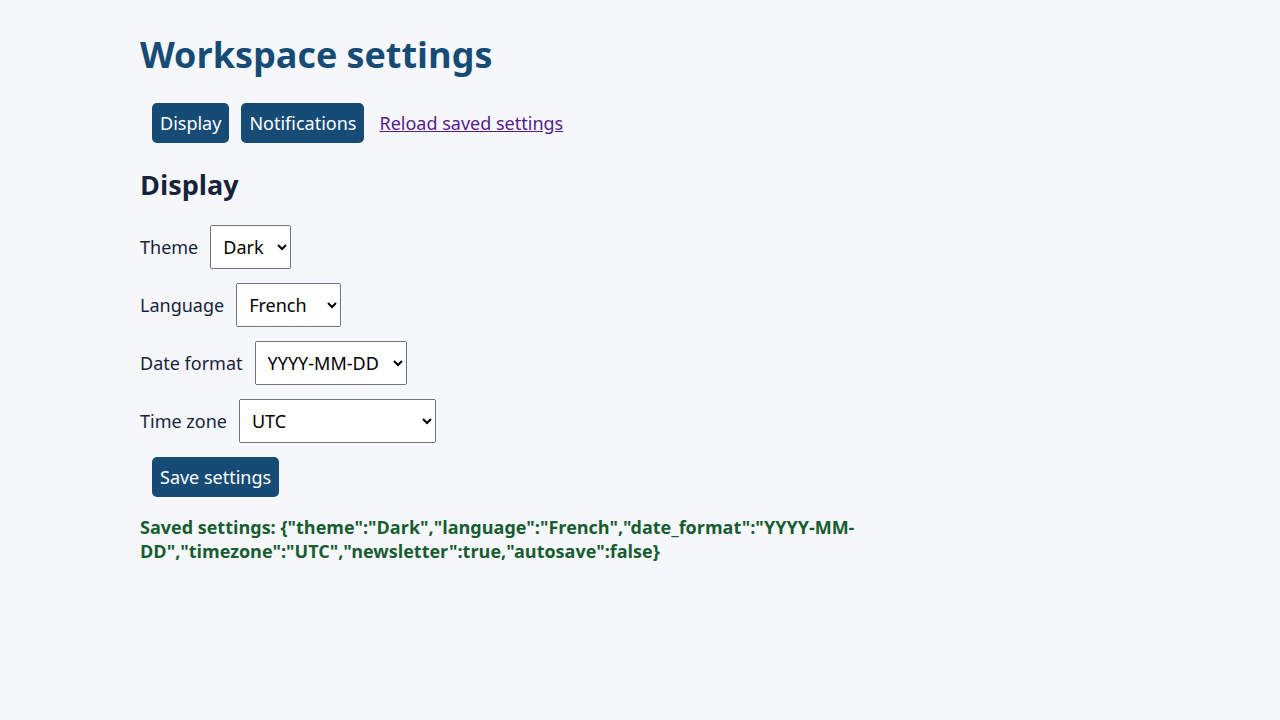 Workspace settings
Display Notifications Reload saved settings
Display
Theme Dark
Language French
Date format YYYY-MM-DD
Time zone UTC
Save settings
Saved settings: {"theme":"Dark","language":"French","date_format":"YYYY-MM-
DD","timezone":"UTC","newsletter":true,"autosave":false}